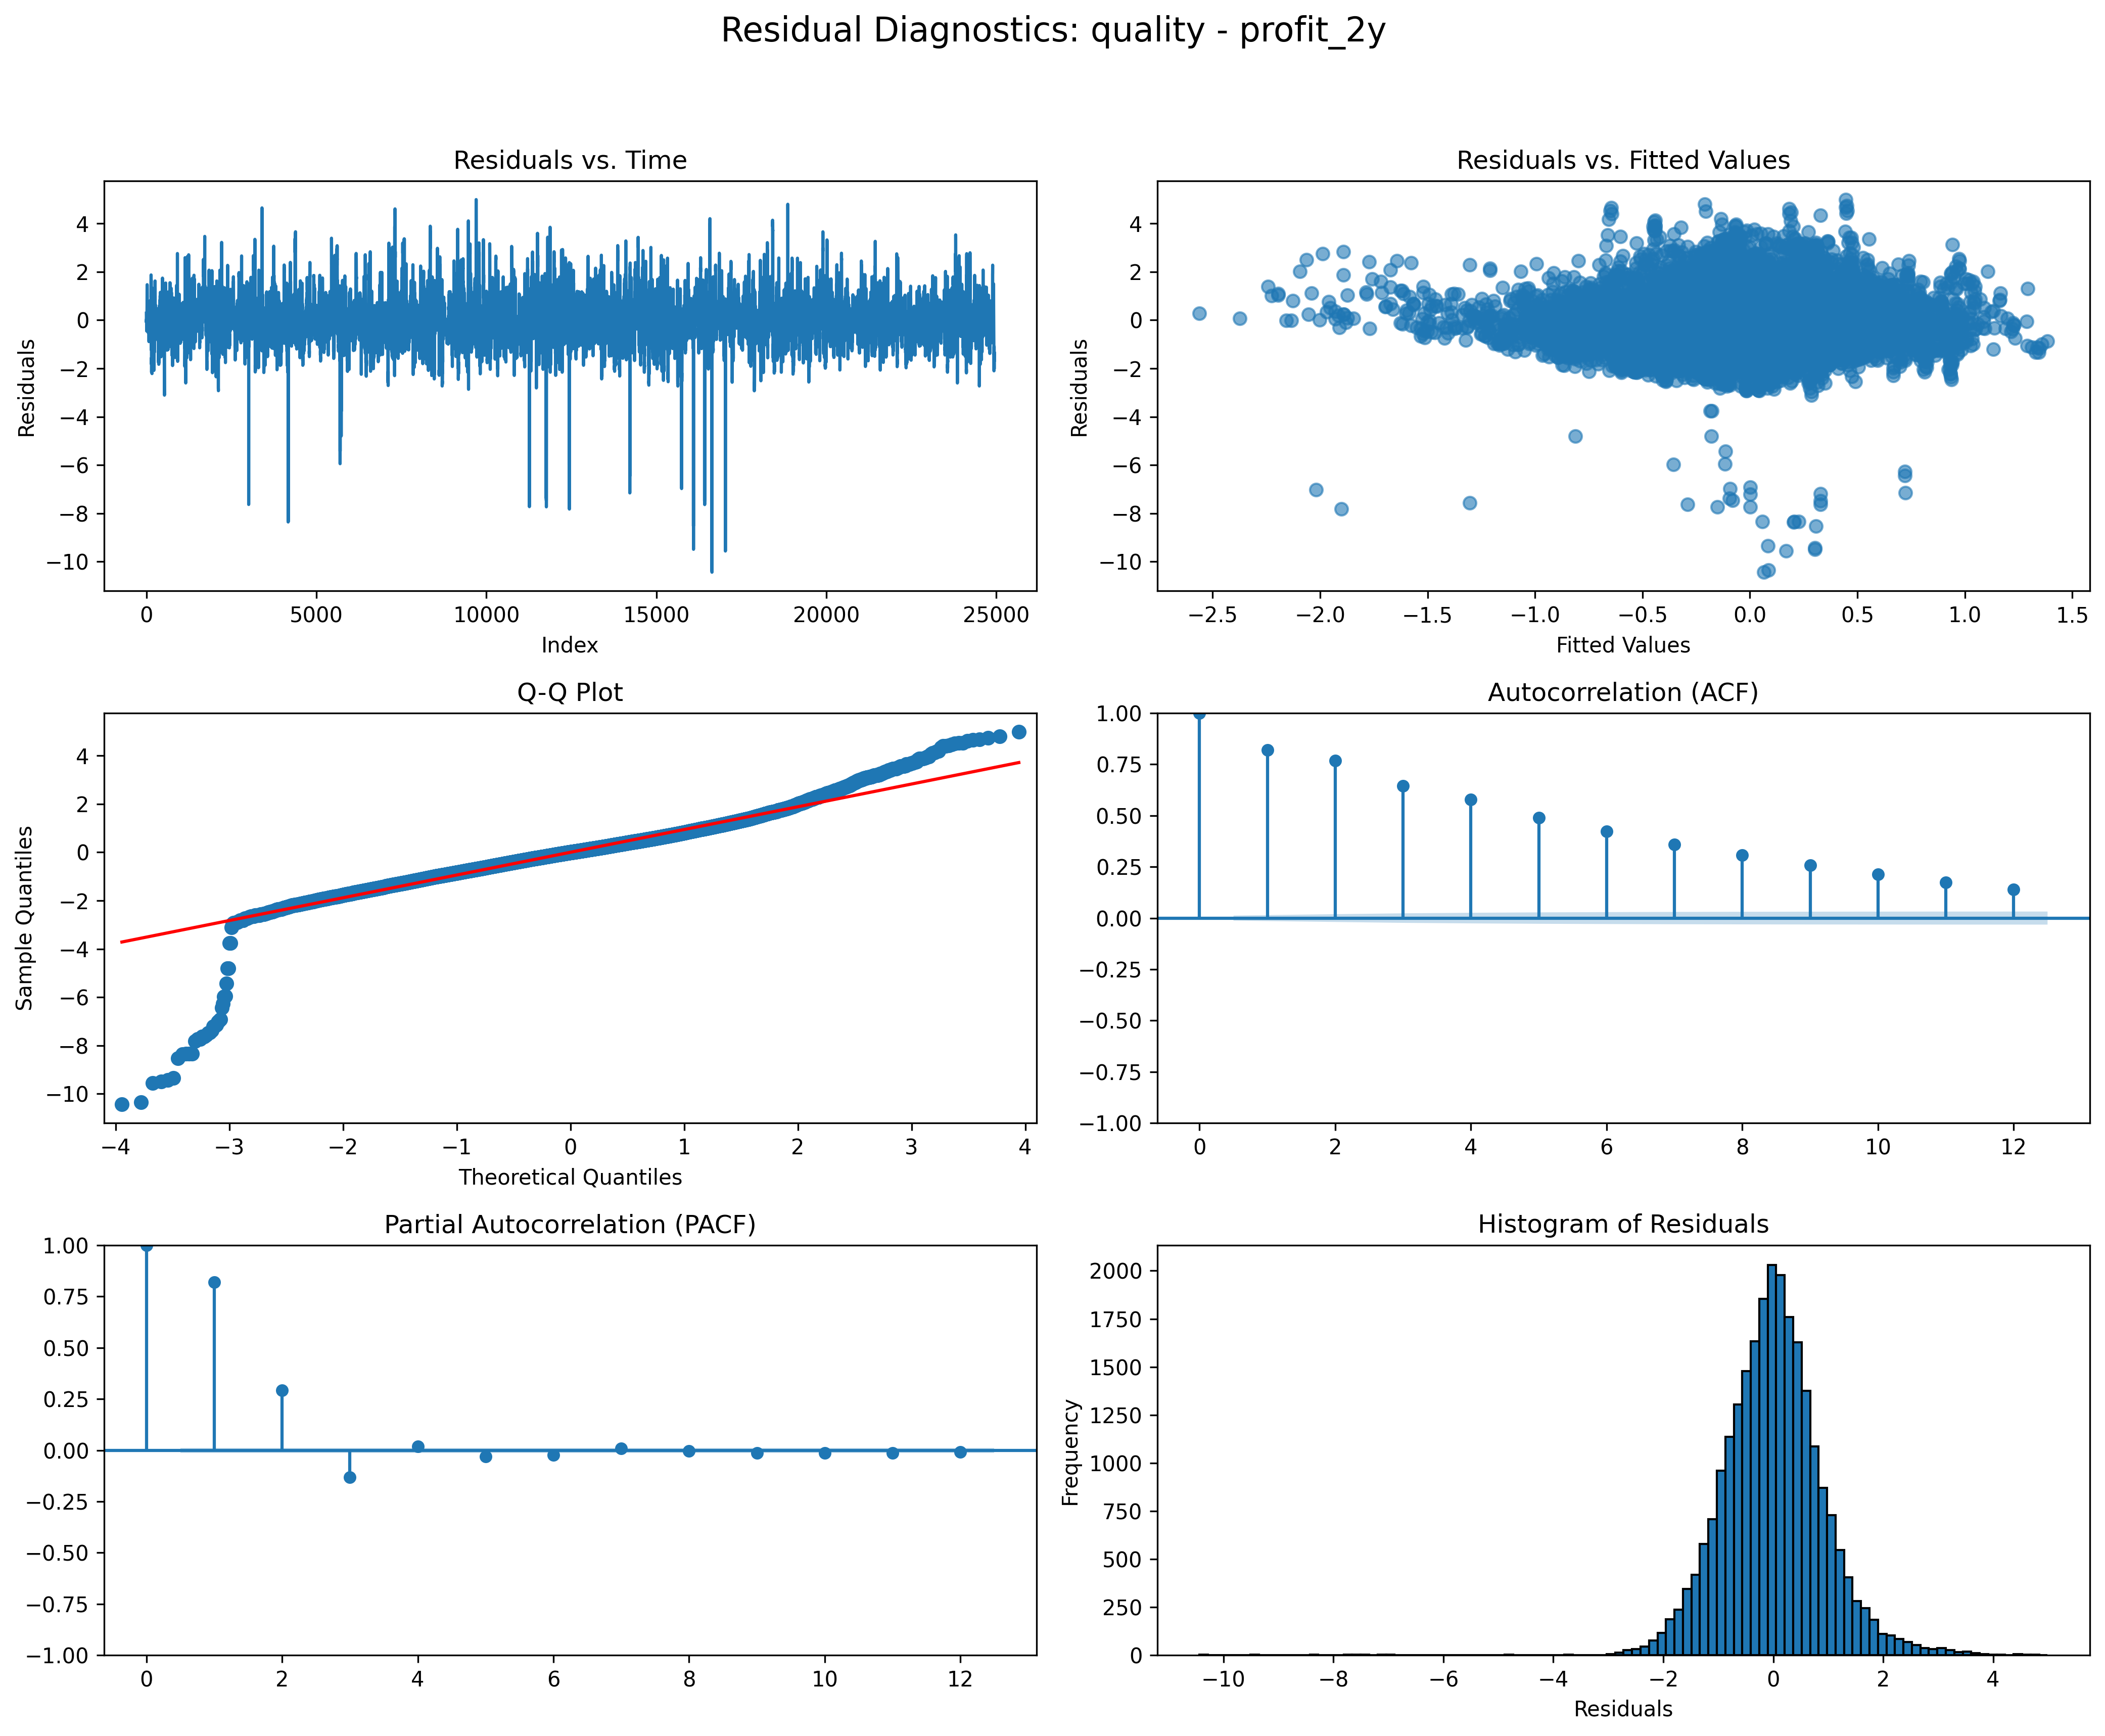 Residual Diagnostics: quality - profit_2y
Residuals vs. Time
Residuals
4
2
0
−2
−4
−6
−8
−10
0 5000 10000 15000 20000 25000
Index
Residuals vs. Fitted Values
Residuals
4
2
0
−2
−4
−6
−8
−10
−2.5 −2.0 −1.5 −1.0 −0.5 0.0 0.5 1.0 1.5
Fitted Values
Q-Q Plot
Sample Quantiles
4
2
0
−2
−4
−6
−8
−10
−4 −3 −2 −1 0 1 2 3 4
Theoretical Quantiles
Autocorrelation (ACF)
1.00
0.75
0.50
0.25
0.00
−0.25
−0.50
−0.75
−1.00
0 2 4 6 8 10 12
Partial Autocorrelation (PACF)
1.00
0.75
0.50
0.25
0.00
−0.25
−0.50
−0.75
−1.00
0 2 4 6 8 10 12
Histogram of Residuals
Frequency
2000
1750
1500
1250
1000
750
500
250
0
−10 −8 −6 −4 −2 0 2 4
Residuals